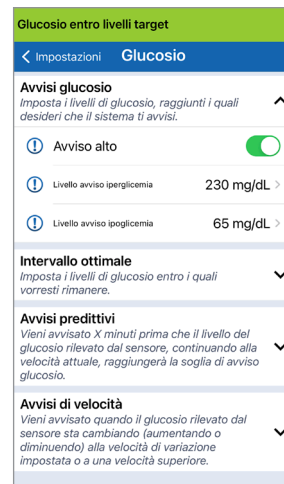 Glucosio entro livelli target
Impostazioni Glucosio
Avvisi glucosio
Imposta i livelli di glucosio, raggiunti i quali
desideri che il sistema ti avvisi.
Avviso alto
Livello avviso iperglicemia 230 mg/dL
Livello avviso ipoglicemia 65 mg/dL
Intervallo ottimale
Imposta i livelli di glucosio entro i quali
vorresti rimanere.
Avvisi predittivi
Vieni avvisato X minuti prima che il livello del
glucosio rilevato dal sensore, continuando alla
velocità attuale, raggiungerà la soglia di avviso
glucosio.
Avvisi di velocità
Vieni avvisato quando il glucosio rilevato dal
sensore sta cambiando (aumentando o
diminuendo) alla velocità di variazione
impostata o a una velocità superiore.